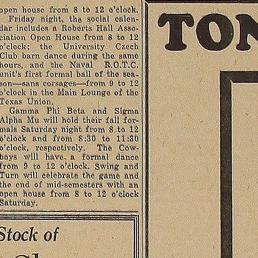 open house from 8 to 12 o'clock.
Friday night, the social calen-
dar includes a Roberts Hall Asso-
ciation Open House from 8 to 12
o'clock; the University Czech
Club barn dance during the same
hours, and the Naval R.O.T.C.
unit's first formal ball of the sea-
son—sans corsages—from 9 to 12
o'clock in the Main Lounge of the
Texas Union.
Gamma Phi Beta and Sigma
Alpha Mu will hold their fall for-
mals Saturday night from 8 to 12
o'clock and from 8:30 to 11:30
o'clock, respectively. The Cow-
boys will have a formal dance
from 9 to 12 o'clock. Swing and
Turn will celebrate the game and
the end of mid-semesters with an
open house from 8 to 12 o'clock
Saturday.
Stock of
TON